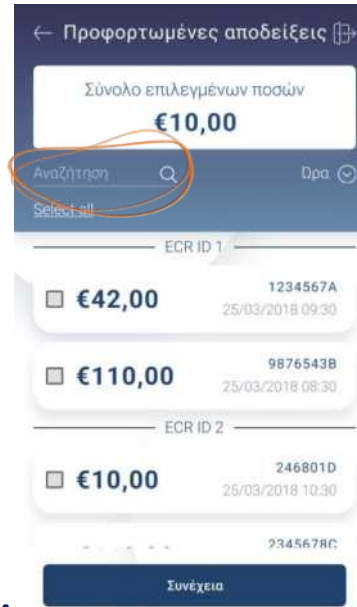 Προφορτωμένες αποδείξεις
Σύνολο επιλεγμένων ποσών
€10,00
Αναζήτηση
Ώρα
Select all
ECR ID 1
€42,00
1234567A
25/03/2018 09:30
€110,00
9876543B
25/03/2018 08:30
ECR ID 2
€10,00
246801D
25/03/2018 10:30
2345678C
Συνέχεια